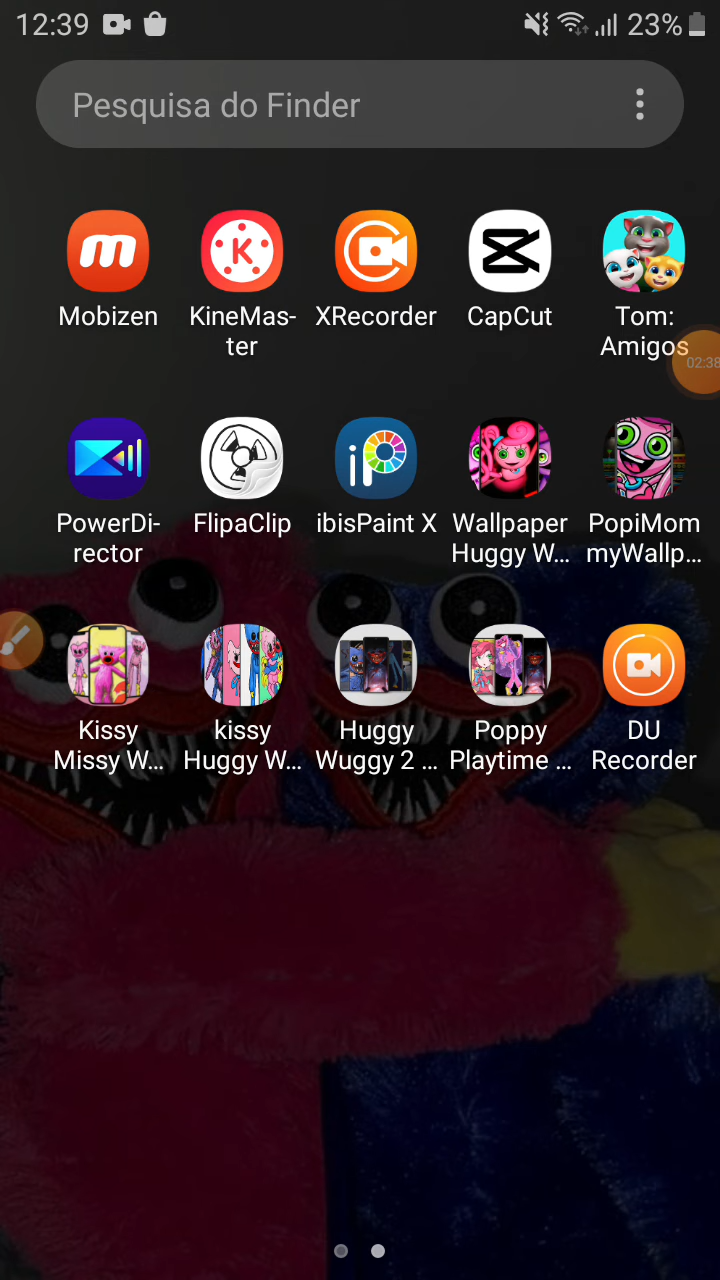 12:39 23%
Pesquisa do Finder
Mobizen
KineMas-
ter
XRecorder
CapCut
Tom:
Amigos
02:38
PowerDi-
rector
FlipaClip
ibisPaint X
Wallpaper
Huggy W...
PopiMom
myWallp...
Kissy
Missy W...
kissy
Huggy W...
Huggy
Wuggy 2 ...
Poppy
Playtime ...
DU
Recorder